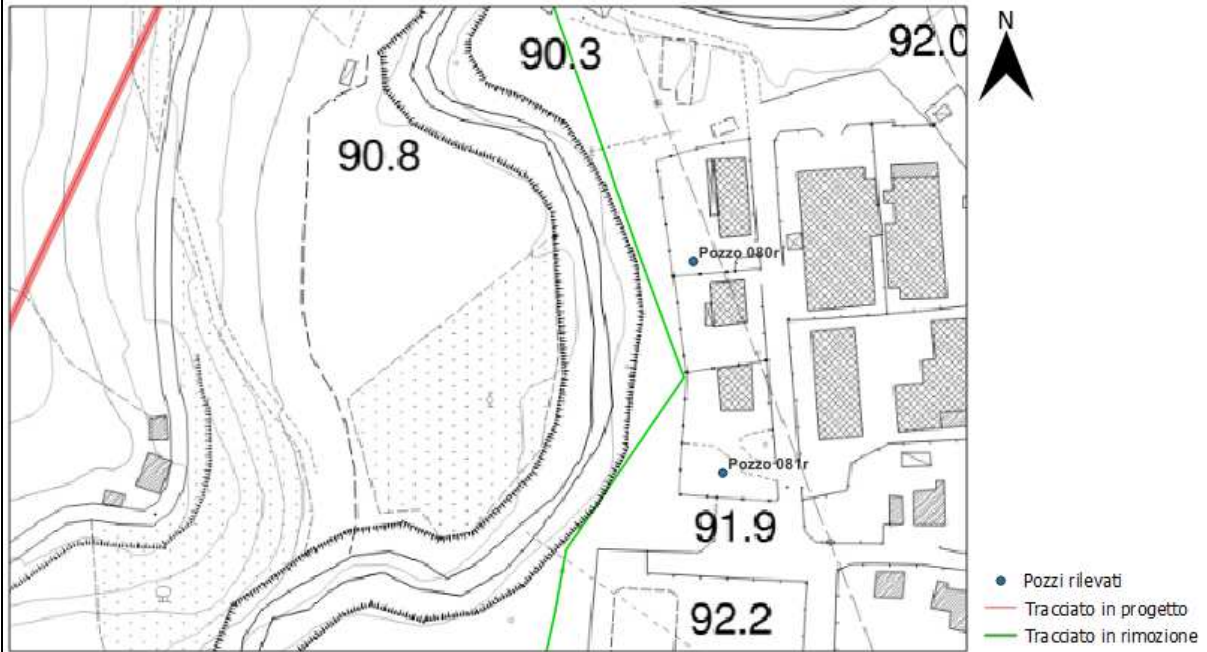 N
90.3
92.0
90.8
Pozzo 080r
Pozzo 081r
91.9
92.2
Pozzi rilevati
Tracciato in progetto
Tracciato in rimozione